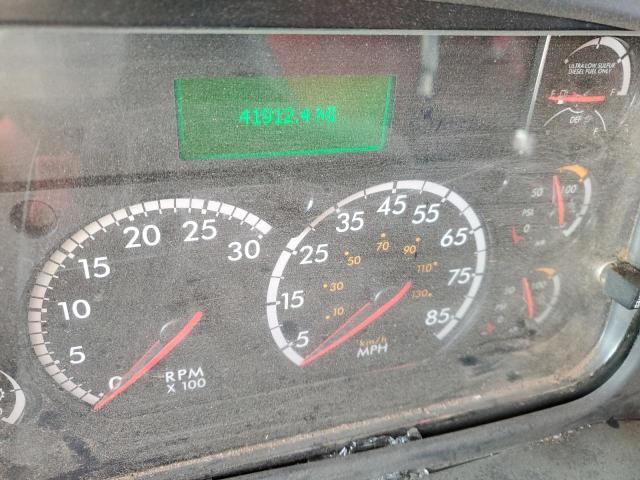 41912.4 MI
ULTRA LOW SULFUR
DIESEL FUEL ONLY
E F
DEF
F
50 100
PSI
0
0 5 10 15 20 25 30
RPM
X 100
5 15 25 35 45 55 65 75 85
10 30 50 70 90 110 130
km/h
MPH